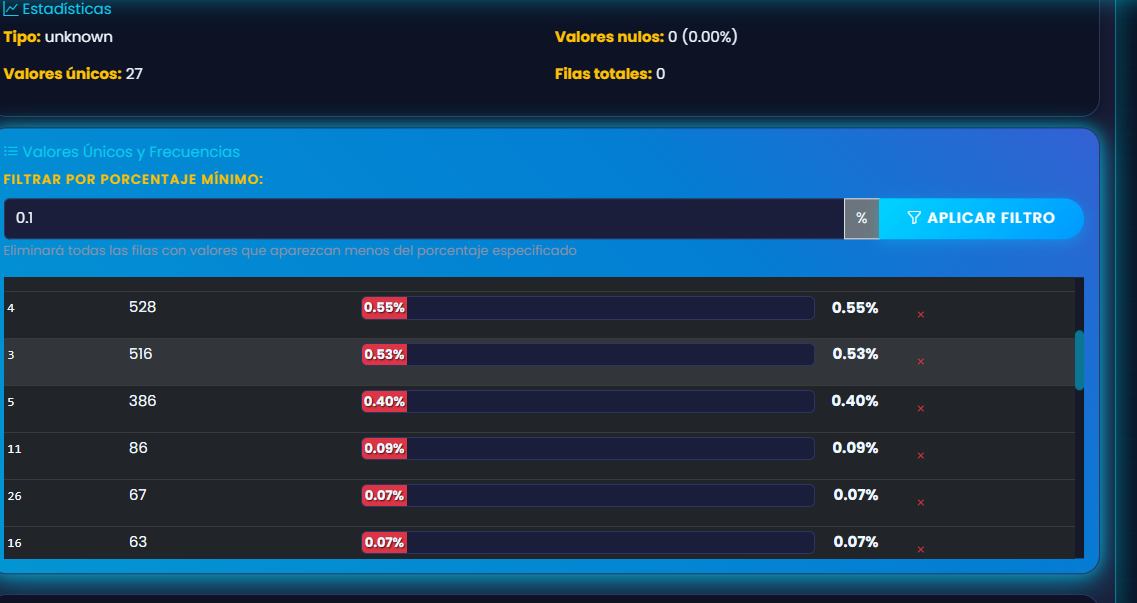 Estadísticas
Tipo: unknown Valores nulos: 0 (0.00%)
Valores únicos: 27 Filas totales: 0
Valores Únicos y Frecuencias
FILTRAR POR PORCENTAJE MÍNIMO:
0.1 % APLICAR FILTRO
Eliminará todas las filas con valores que aparezcan menos del porcentaje especificado
4 528 0.55% 0.55% ×
3 516 0.53% 0.53% ×
5 386 0.40% 0.40% ×
11 86 0.09% 0.09% ×
26 67 0.07% 0.07% ×
16 63 0.07% 0.07% ×